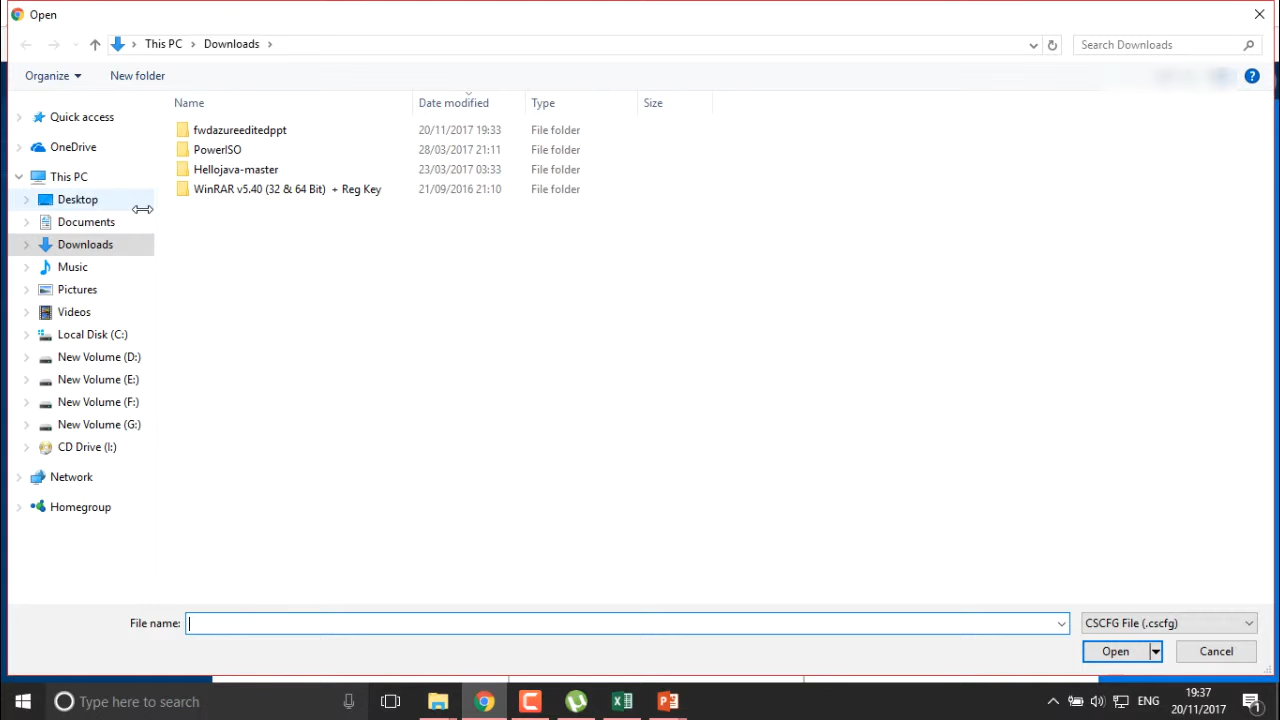 Open
This PC
Downloads
Search Downloads
Organize
New folder
Name
Date modified
Type
Size
Quick access
OneDrive
This PC
Desktop
Documents
Downloads
Music
Pictures
Videos
Local Disk (C:)
New Volume (D:)
New Volume (E:)
New Volume (F:)
New Volume (G:)
CD Drive (I:)
Network
Homegroup
fwdazureeditedppt 20/11/2017 19:33 File folder
PowerISO 28/03/2017 21:11 File folder
Hellojava-master 23/03/2017 03:33 File folder
WinRAR v5.40 (32 & 64 Bit) + Reg Key 21/09/2016 21:10 File folder
File name:
CSCFG File (.cscfg)
Open
Cancel
Type here to search
ENG
19:37
20/11/2017
1